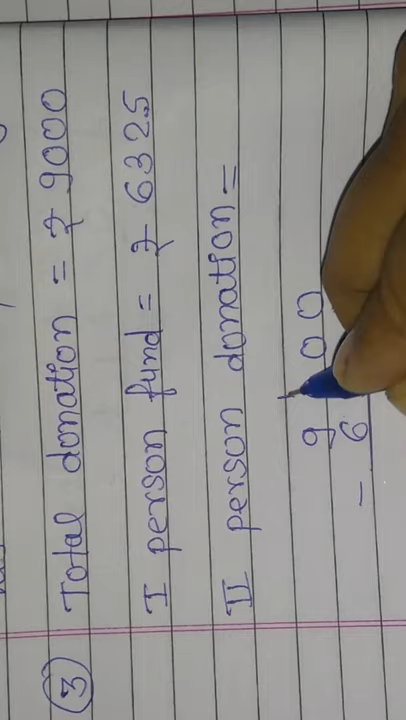 ③ Total donation = ₹ 9000
I person fund = ₹ 6325
II person donation =
9 0 0
- 6